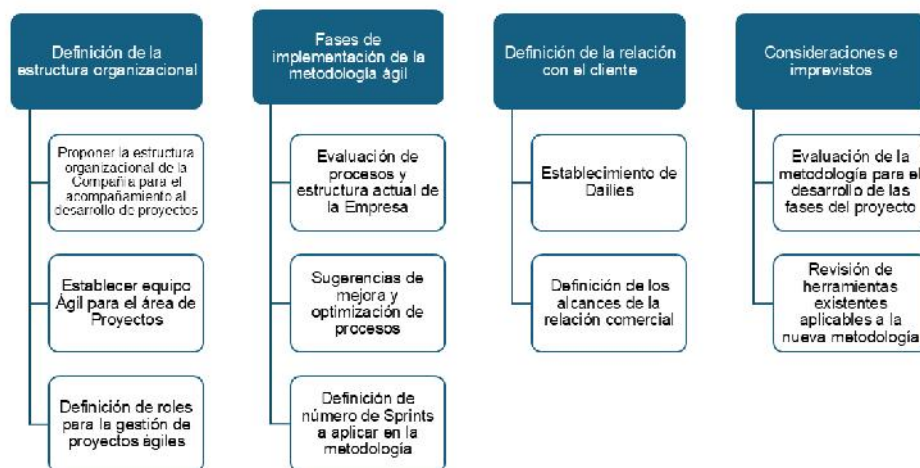 Definición de la
estructura organizacional
Proponer la estructura
organizacional de la
Compañía para el
acompañamiento al
desarrollo de proyectos
Establecer equipo
Ágil para el área de
Proyectos
Definición de roles
para la gestión de
proyectos ágiles
Fases de
implementación de la
metodología ágil
Evaluación de
procesos y
estructura actual de
la Empresa
Sugerencias de
mejora y
optimización de
procesos
Definición de
número de Sprints
a aplicar en la
metodología
Definición de la relación
con el cliente
Establecimiento de
Dailies
Definición de los
alcances de la
relación comercial
Consideraciones e
imprevistos
Evaluación de la
metodología para el
desarrollo de las
fases del proyecto
Revisión de
herramientas
existentes
aplicables a la
nueva metodología